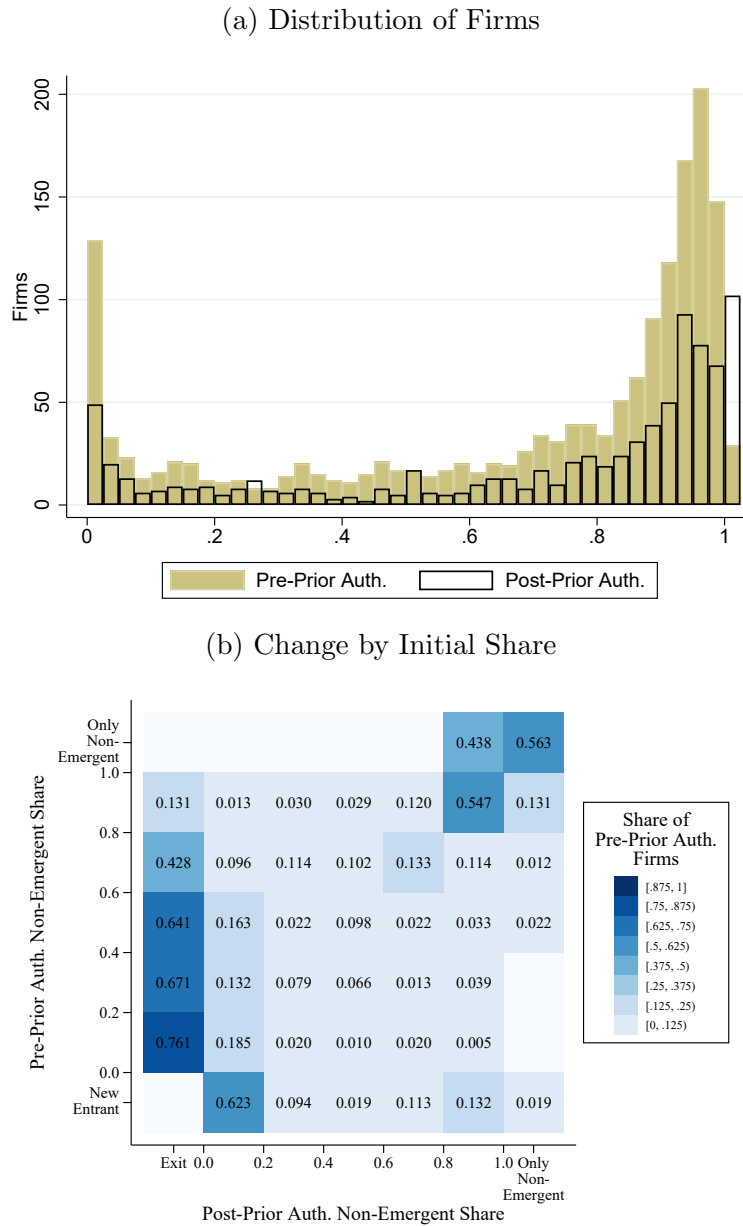 (a) Distribution of Firms
Firms
200
150
100
50
0
0 .2 .4 .6 .8 1
Pre-Prior Auth. Post-Prior Auth.
(b) Change by Initial Share
Pre-Prior Auth. Non-Emergent Share
Only
Non-
Emergent
1.0
0.8
0.6
0.4
0.2
0.0
New
Entrant
0.438 0.563
0.131 0.013 0.030 0.029 0.120 0.547 0.131
0.428 0.096 0.114 0.102 0.133 0.114 0.012
0.641 0.163 0.022 0.098 0.022 0.033 0.022
0.671 0.132 0.079 0.066 0.013 0.039
0.761 0.185 0.020 0.010 0.020 0.005
0.623 0.094 0.019 0.113 0.132 0.019
Exit 0.0 0.2 0.4 0.6 0.8 1.0 Only
Non-
Emergent
Post-Prior Auth. Non-Emergent Share
Share of
Pre-Prior Auth.
Firms
[.875, 1]
[.75, .875)
[.625, .75)
[.5, .625)
[.375, .5)
[.25, .375)
[.125, .25)
[0, .125)